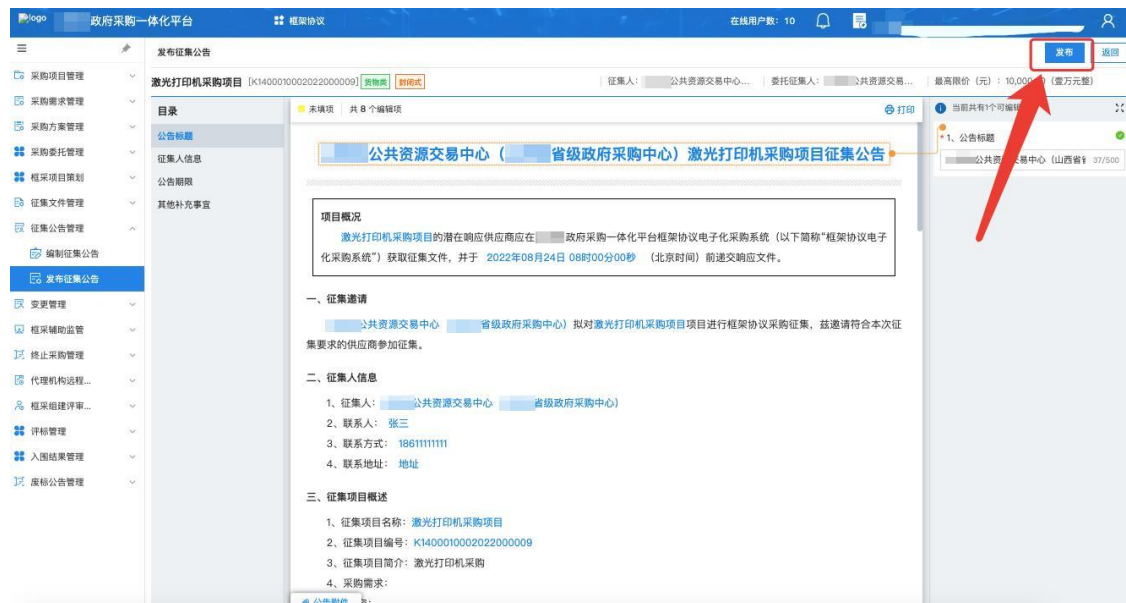 logo 政府采购一体化平台
框架协议
在线用户数：10
发布征集公告
发布
返回
激光打印机采购项目 [K1400010002022000009] 货物类 封闭式
征集人： 公共资源交易中心...
委托征集人： 公共资源交易...
最高限价（元）：10,000 （壹万元整）
采购项目管理
采购需求管理
采购方案管理
采购委托管理
框采项目策划
征集文件管理
征集公告管理
编制征集公告
发布征集公告
变更管理
框采辅助监管
终止采购管理
代理机构远程...
框采组建评审...
评标管理
入围结果管理
废标公告管理
目录
公告标题
征集人信息
公告期限
其他补充事宜
未填项 共 8 个编辑项
打印
公共资源交易中心（ 省级政府采购中心）激光打印机采购项目征集公告
项目概况
激光打印机采购项目的潜在响应供应商应在 政府采购一体化平台框架协议电子化采购系统（以下简称“框架协议电子
化采购系统”）获取征集文件，并于 2022年08月24日 08时00分00秒 （北京时间）前递交响应文件。
一、征集邀请
公共资源交易中心 省级政府采购中心）拟对激光打印机采购项目项目进行框架协议采购征集，兹邀请符合本次征
集要求的供应商参加征集。
二、征集人信息
1、征集人： 公共资源交易中心 省级政府采购中心）
2、联系人： 张三
3、联系方式： 18611111111
4、联系地址： 地址
三、征集项目概述
1、征集项目名称：激光打印机采购项目
2、征集项目编号：K1400010002022000009
3、征集项目简介：激光打印机采购
4、采购需求：
公告附件
当前共有1个可编辑
* 1、公告标题
公共资 交易中心（山西省 37/500